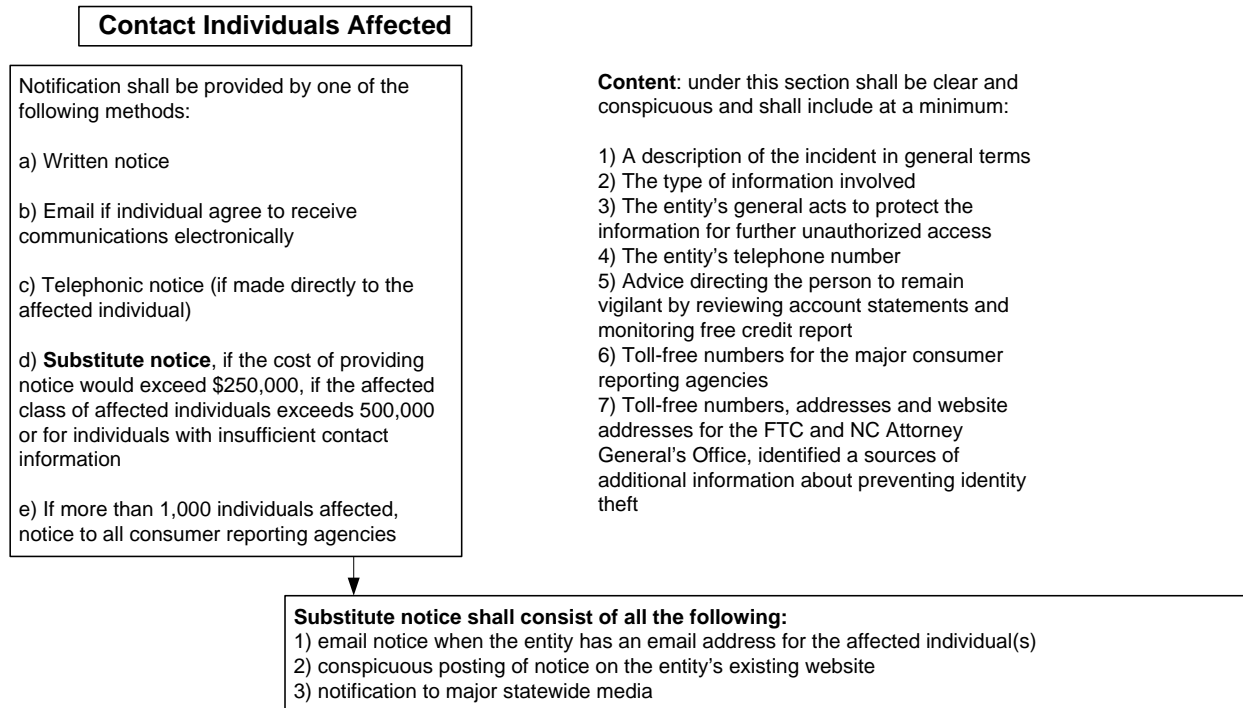 Contact Individuals Affected
Notification shall be provided by one of the
following methods:
a) Written notice
b) Email if individual agree to receive
communications electronically
c) Telephonic notice (if made directly to the
affected individual)
d) Substitute notice, if the cost of providing
notice would exceed $250,000, if the affected
class of affected individuals exceeds 500,000
or for individuals with insufficient contact
information
e) If more than 1,000 individuals affected,
notice to all consumer reporting agencies
Content: under this section shall be clear and
conspicuous and shall include at a minimum:
1) A description of the incident in general terms
2) The type of information involved
3) The entity’s general acts to protect the
information for further unauthorized access
4) The entity’s telephone number
5) Advice directing the person to remain
vigilant by reviewing account statements and
monitoring free credit report
6) Toll-free numbers for the major consumer
reporting agencies
7) Toll-free numbers, addresses and website
addresses for the FTC and NC Attorney
General’s Office, identified a sources of
additional information about preventing identity
theft
Substitute notice shall consist of all the following:
1) email notice when the entity has an email address for the affected individual(s)
2) conspicuous posting of notice on the entity’s existing website
3) notification to major statewide media